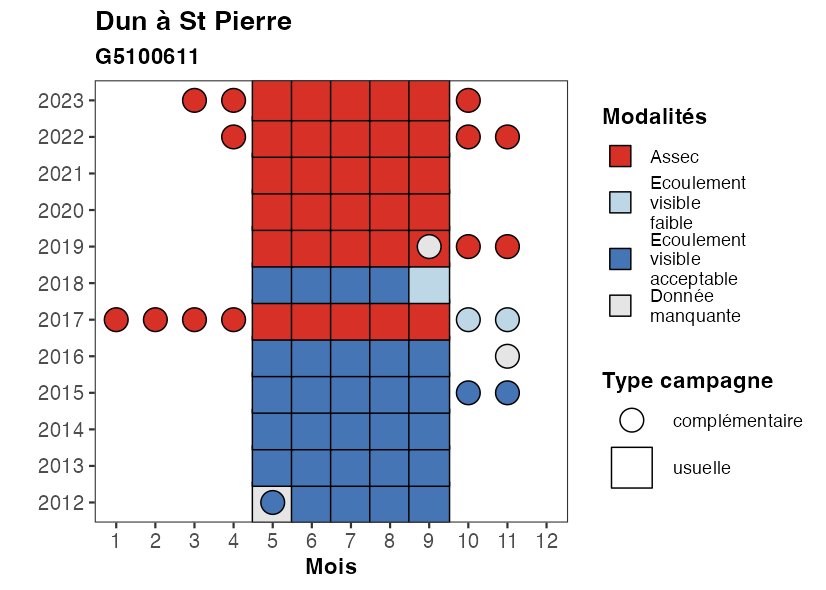 Dun à St Pierre
G5100611
2023
2022
2021
2020
2019
2018
2017
2016
2015
2014
2013
2012
1 2 3 4 5 6 7 8 9 10 11 12
Mois
Modalités
Assec
Ecoulement
visible
faible
Ecoulement
visible
acceptable
Donnée
manquante
Type campagne
complémentaire
usuelle